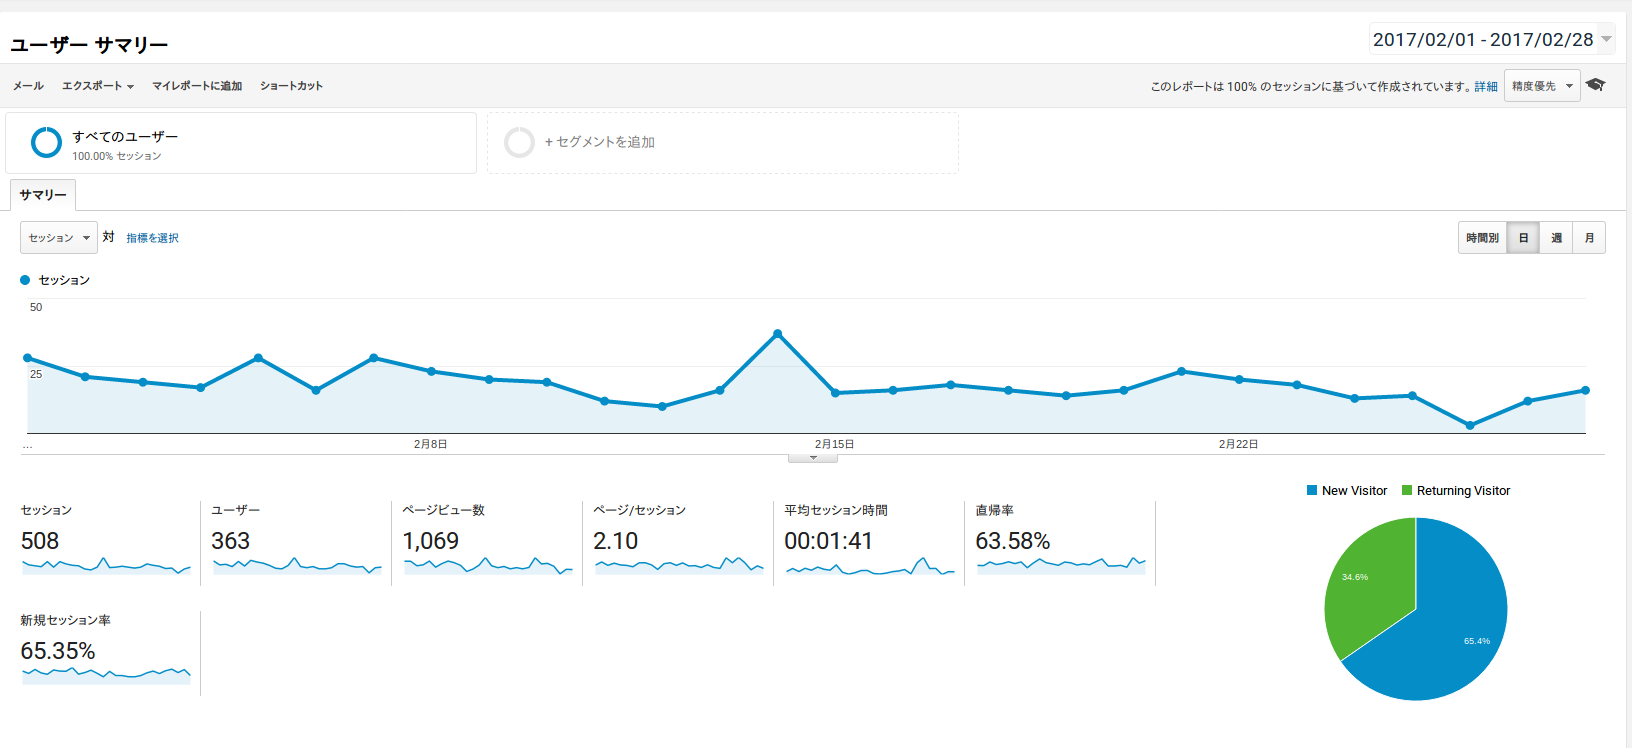 ユーザー サマリー
2017/02/01 - 2017/02/28
メール エクスポート マイレポートに追加 ショートカット
このレポートは 100% のセッションに基づいて作成されています。詳細 精度優先
すべてのユーザー
100.00% セッション
+ セグメントを追加
サマリー
セッション 対 指標を選択
時間別 日 週 月
セッション
50
25
... 2月8日 2月15日 2月22日
New Visitor Returning Visitor
セッション ユーザー ページビュー数 ページ/セッション 平均セッション時間 直帰率
508 363 1,069 2.10 00:01:41 63.58%
34.6%
65.4%
新規セッション率
65.35%